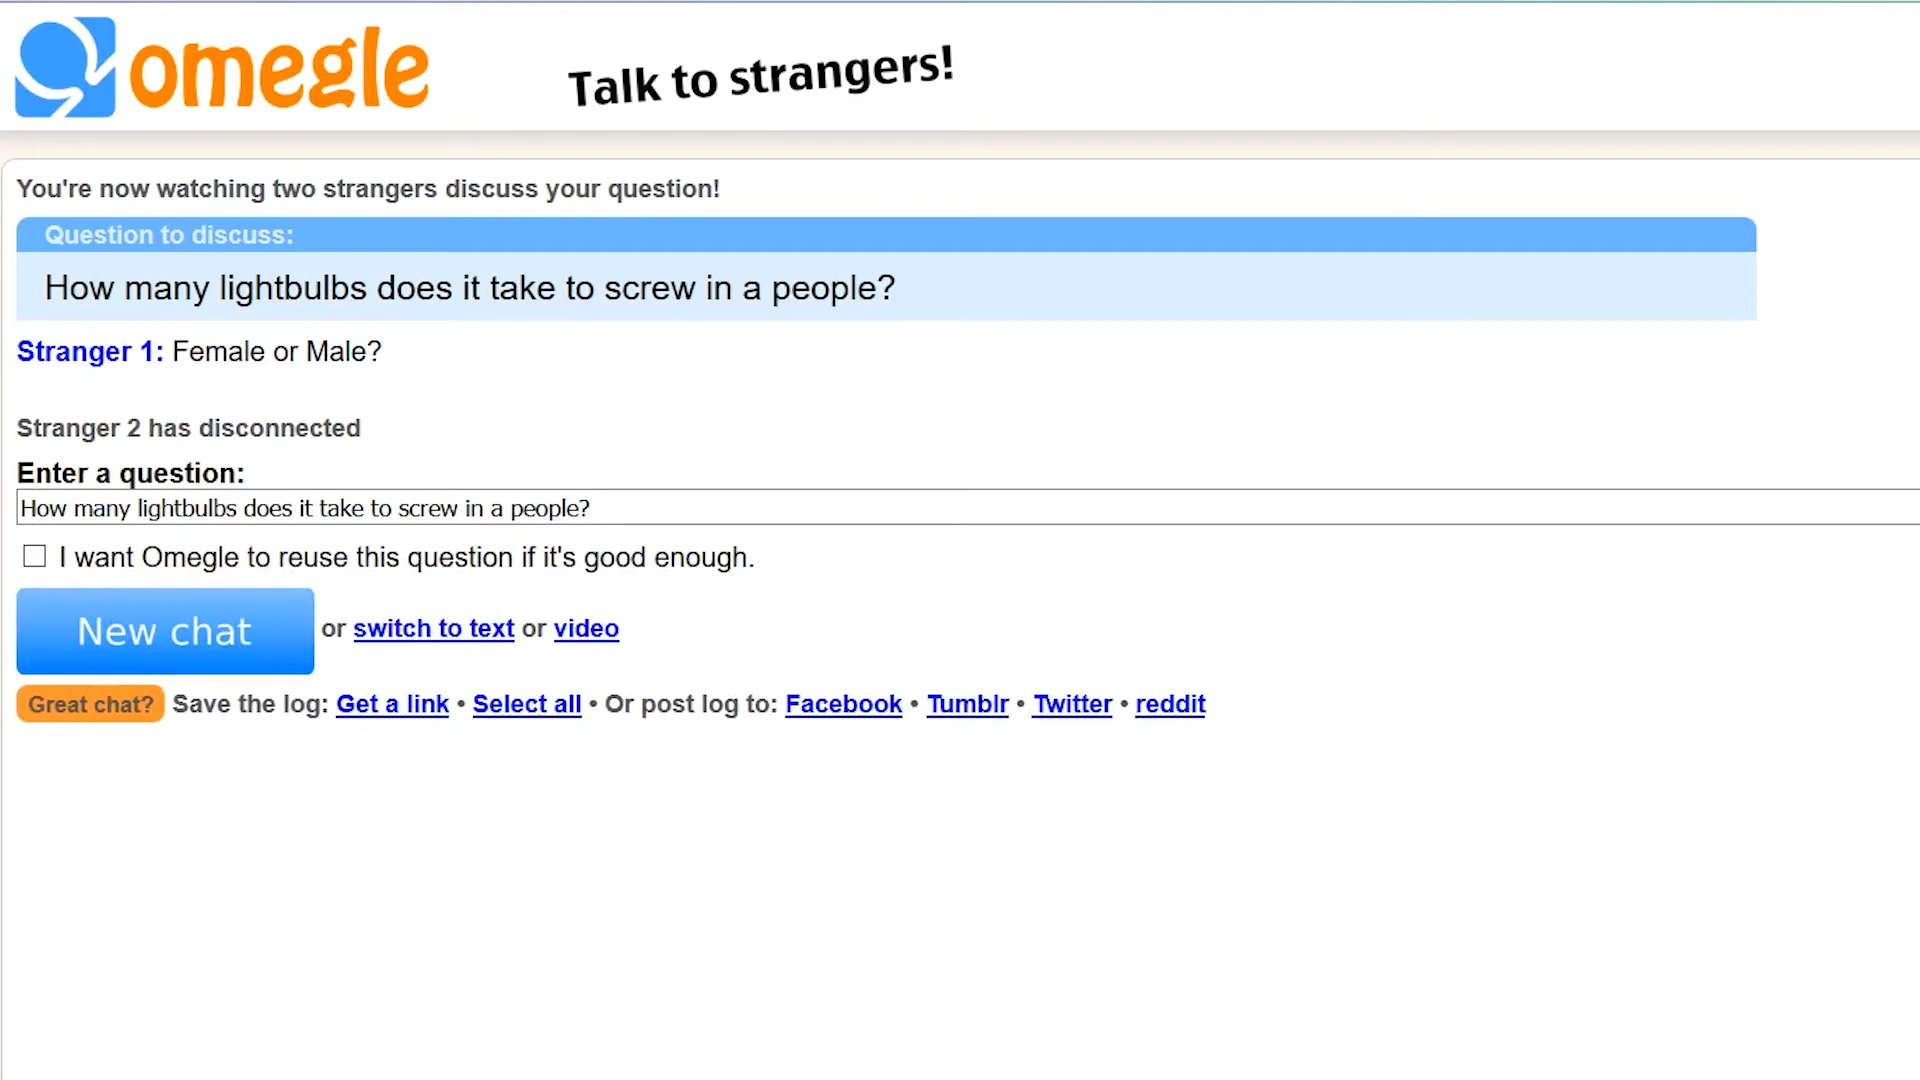 omegle Talk to strangers!
You're now watching two strangers discuss your question!
Question to discuss:
How many lightbulbs does it take to screw in a people?
Stranger 1: Female or Male?
Stranger 2 has disconnected
Enter a question:
How many lightbulbs does it take to screw in a people?
I want Omegle to reuse this question if it's good enough.
New chat or switch to text or video
Great chat? Save the log: Get a link • Select all • Or post log to: Facebook • Tumblr • Twitter • reddit